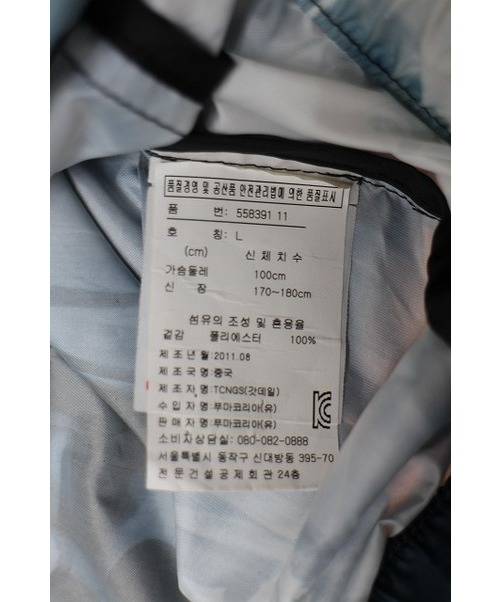 품질경영 및 공산품 안전관리법에 의한 품질표시
품 번: 558391 11
호 칭: L
(cm) 신 체 치 수
가슴둘레 100cm
신 장 170~180cm
섬유의 조성 및 혼용율
겉감 폴리에스터 100%
제 조 년 월:2011.08
제 조 국 명:중국
제 조 자 명:TCNGS(갓데일)
수 입 자 명:푸마코리아(유)
판 매 자 명:푸마코리아(유)
소비자상담실: 080-082-0888
서울특별시 동작구 신대방동 395-70
전 문 건 설 공 제 회 관 24층